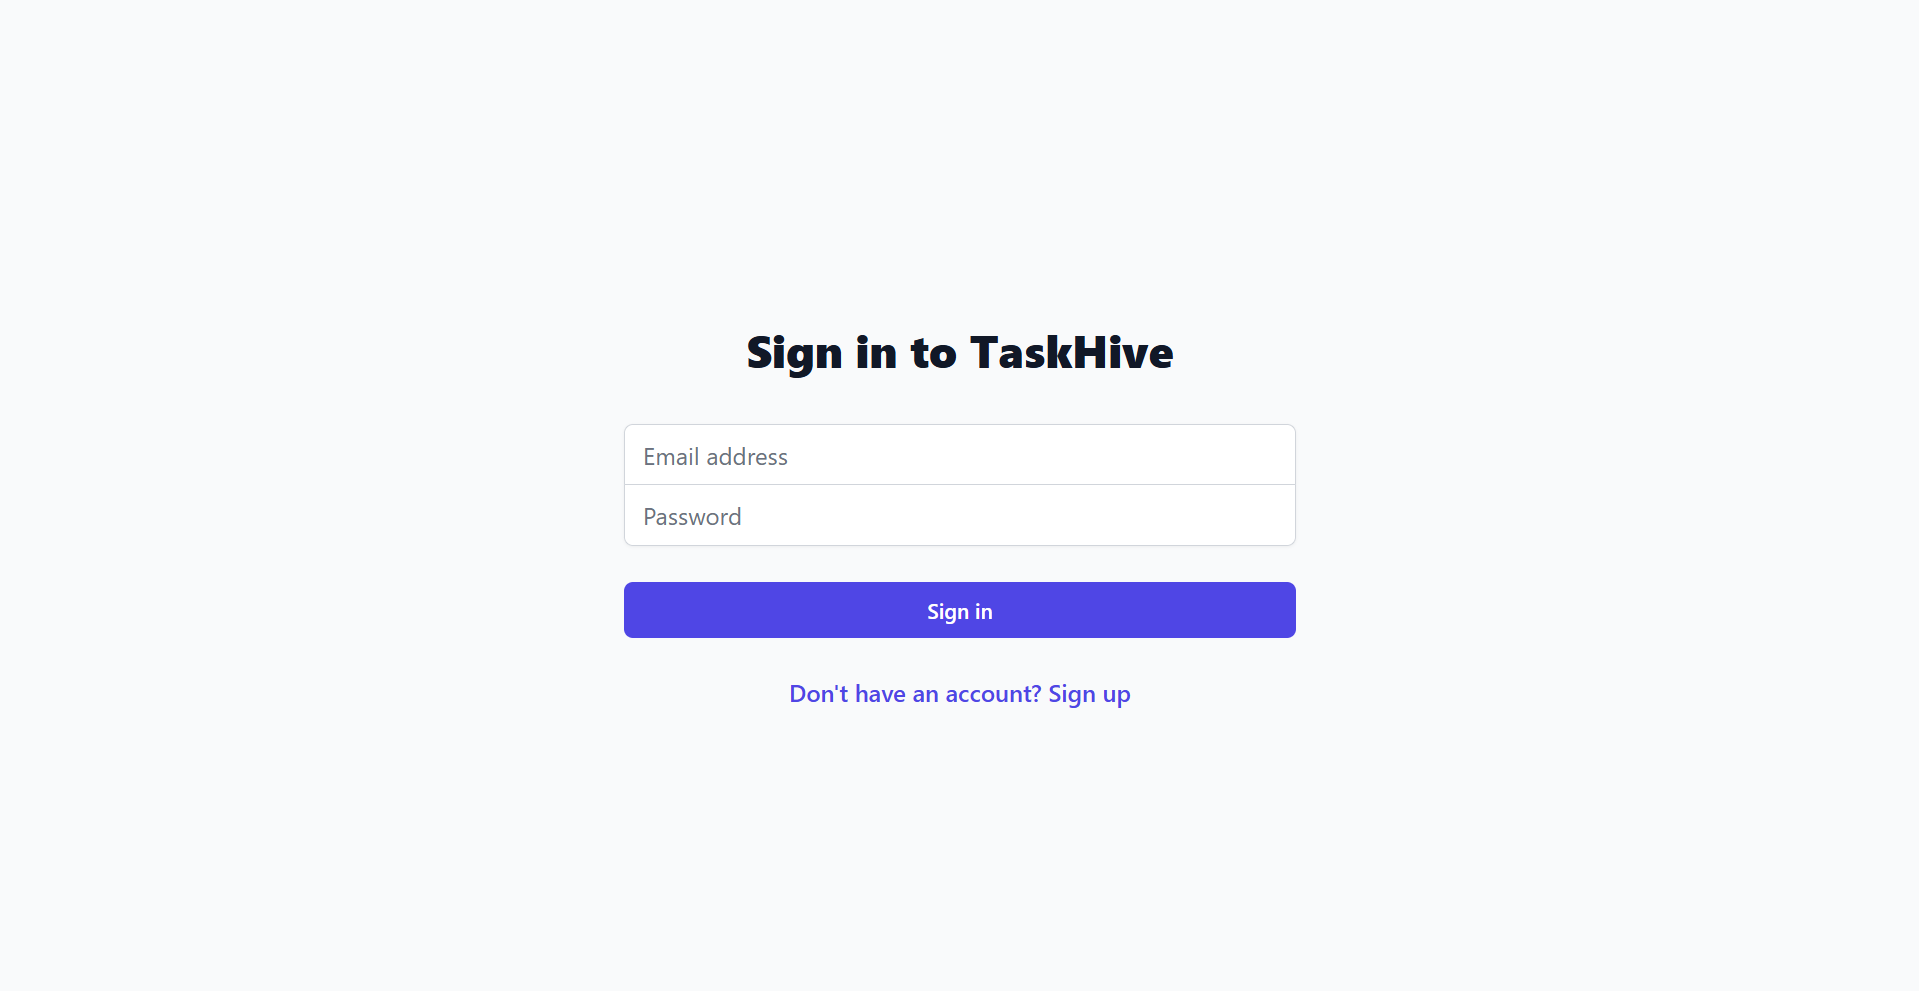 Sign in to TaskHive
Email address
Password
Sign in
Don't have an account? Sign up